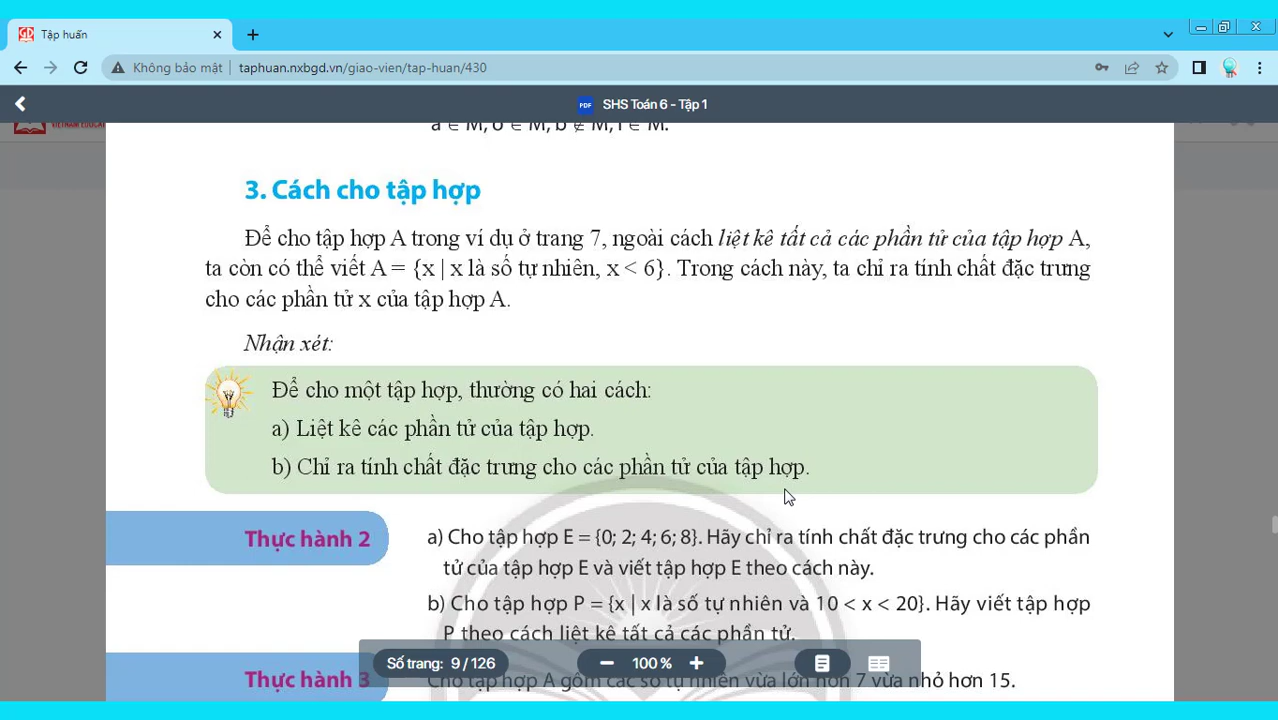 Tập huấn
Không bảo mật | taphuan.nxbgd.vn/giao-vien/tap-huan/430
PDF SHS Toán 6 - Tập 1
3. Cách cho tập hợp
Để cho tập hợp A trong ví dụ ở trang 7, ngoài cách liệt kê tất cả các phần tử của tập hợp A,
ta còn có thể viết A = {x | x là số tự nhiên, x < 6}. Trong cách này, ta chỉ ra tính chất đặc trưng
cho các phần tử x của tập hợp A.
Nhận xét:
Để cho một tập hợp, thường có hai cách:
a) Liệt kê các phần tử của tập hợp.
b) Chỉ ra tính chất đặc trưng cho các phần tử của tập hợp.
Thực hành 2
a) Cho tập hợp E = {0; 2; 4; 6; 8}. Hãy chỉ ra tính chất đặc trưng cho các phần
tử của tập hợp E và viết tập hợp E theo cách này.
b) Cho tập hợp P = {x | x là số tự nhiên và 10 < x < 20}. Hãy viết tập hợp
P theo cách liệt kê tất cả các phần tử.
Số trang: 9 / 126
100 %
Thực hành 3
Cho tập hợp A gồm các số tự nhiên vừa lớn hơn 7 vừa nhỏ hơn 15.